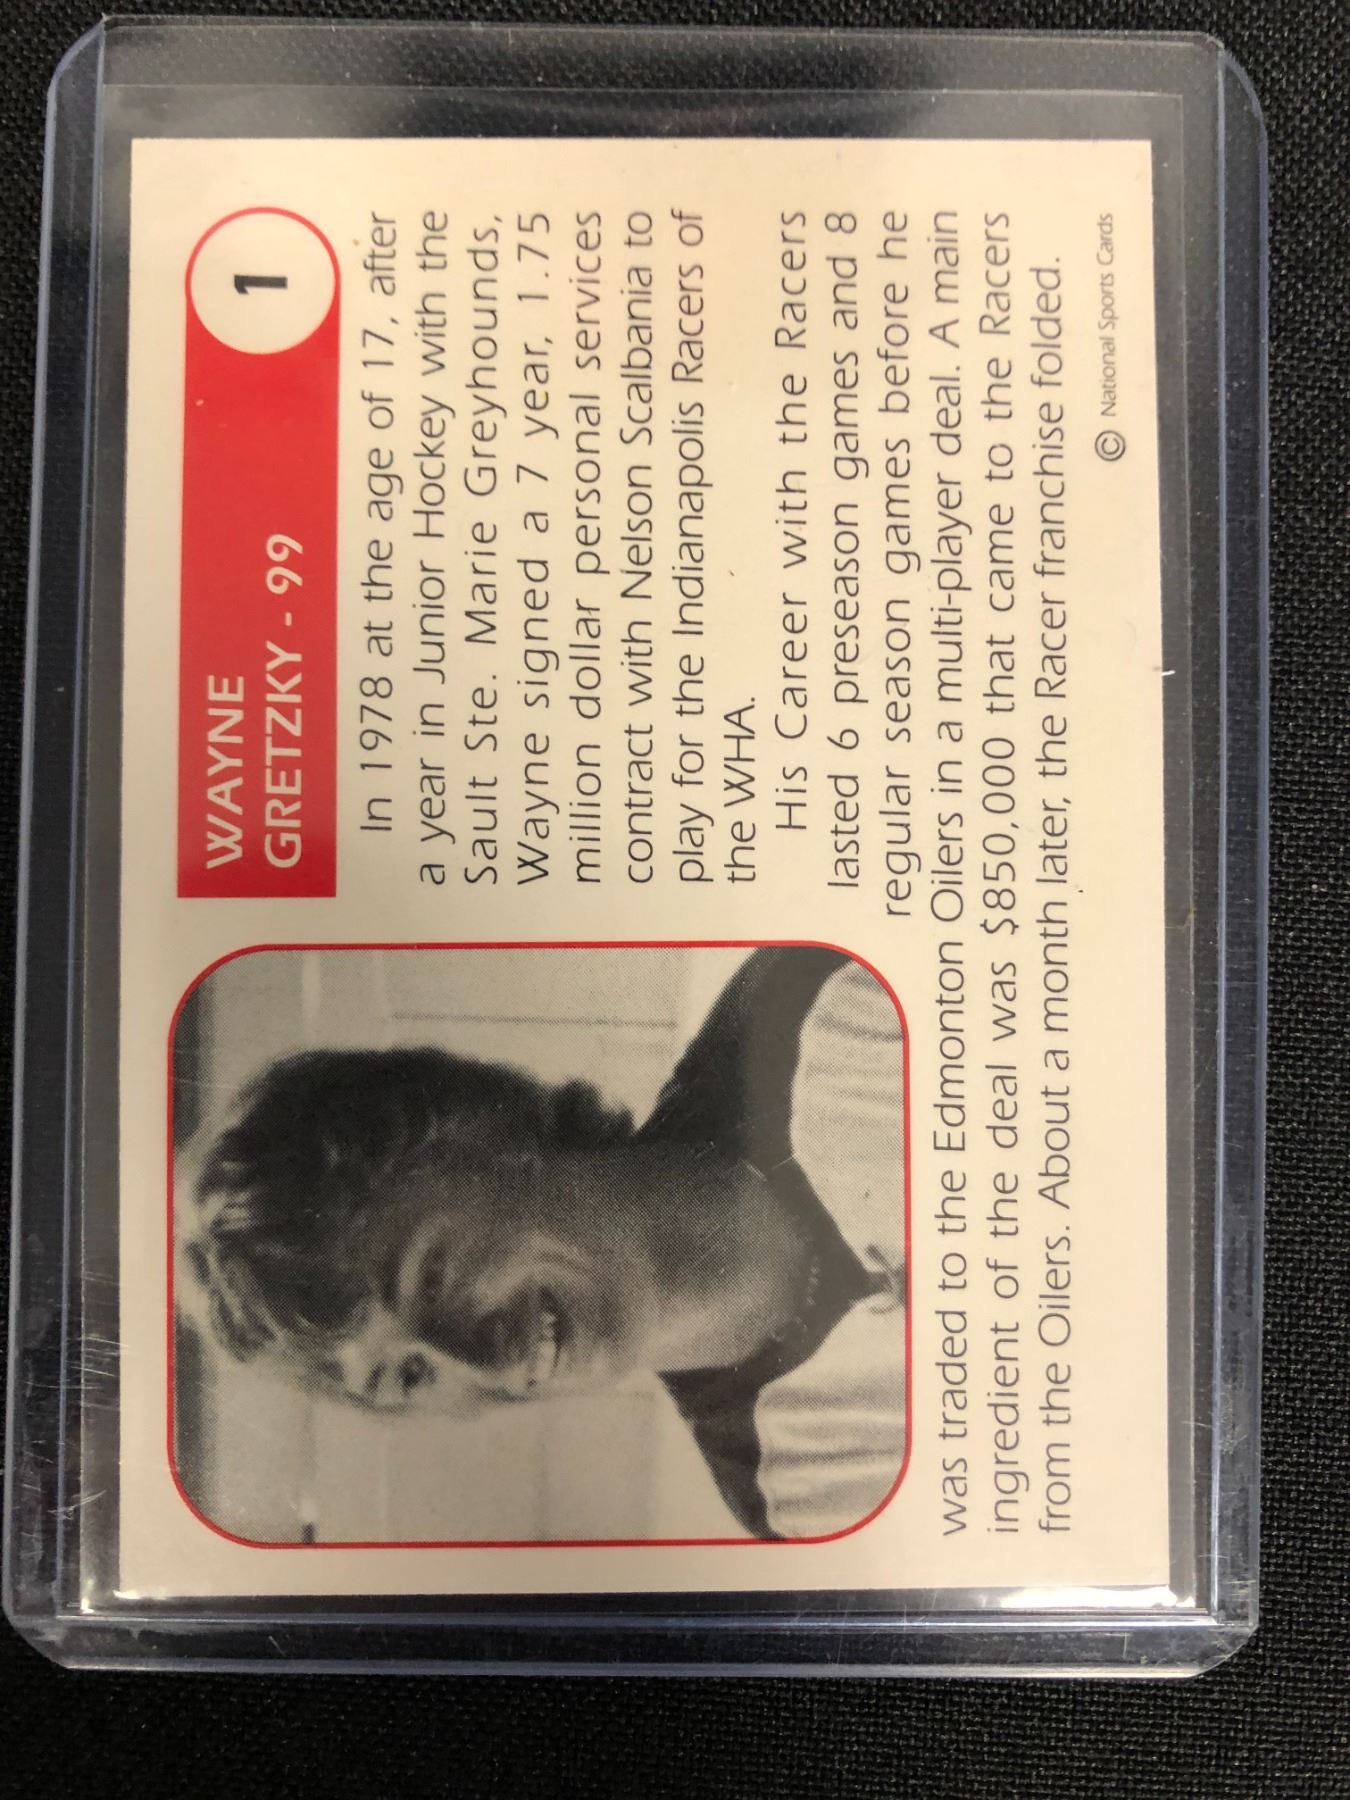 WAYNE
GRETZKY - 99
1
In 1978 at the age of 17, after
a year in Junior Hockey with the
Sault Ste. Marie Greyhounds,
Wayne signed a 7 year, 1.75
million dollar personal services
contract with Nelson Scalbania to
play for the Indianapolis Racers of
the WHA.
His Career with the Racers
lasted 6 preseason games and 8
regular season games before he
was traded to the Edmonton Oilers in a multi-player deal. A main
ingredient of the deal was $850,000 that came to the Racers
from the Oilers. About a month later, the Racer franchise folded.
© National Sports Cards